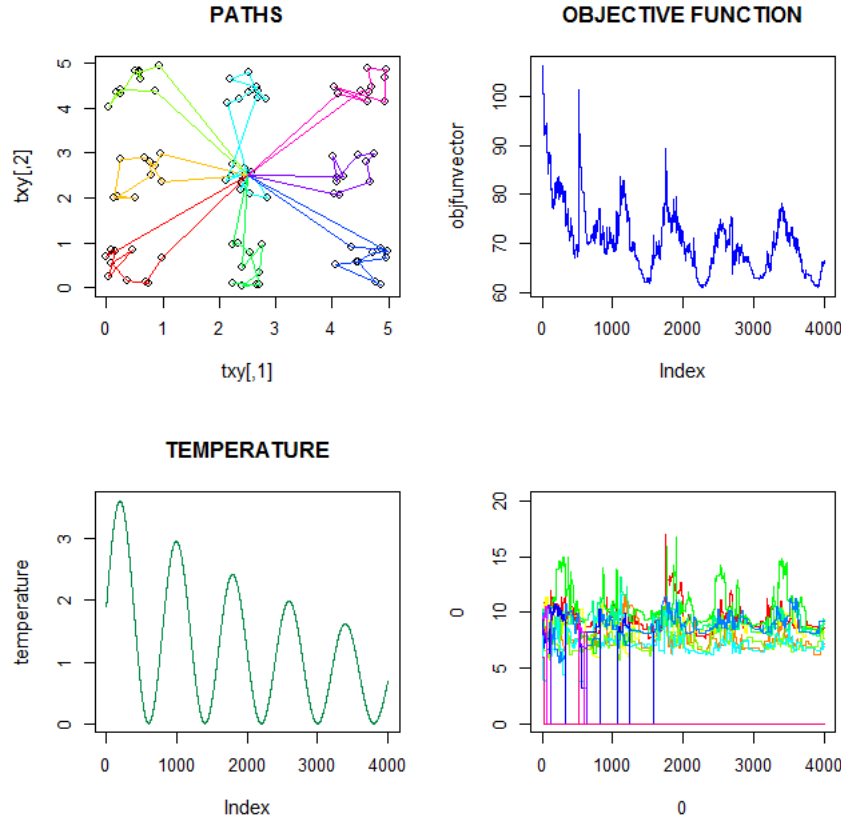 PATHS
txy[,2]
5
4
3
2
1
0
0 1 2 3 4 5
txy[,1]
OBJECTIVE FUNCTION
objfunvector
100
90
80
70
60
0 1000 2000 3000 4000
Index
TEMPERATURE
temperature
3
2
1
0
0 1000 2000 3000 4000
Index
0
20
15
10
5
0
0 1000 2000 3000 4000
0